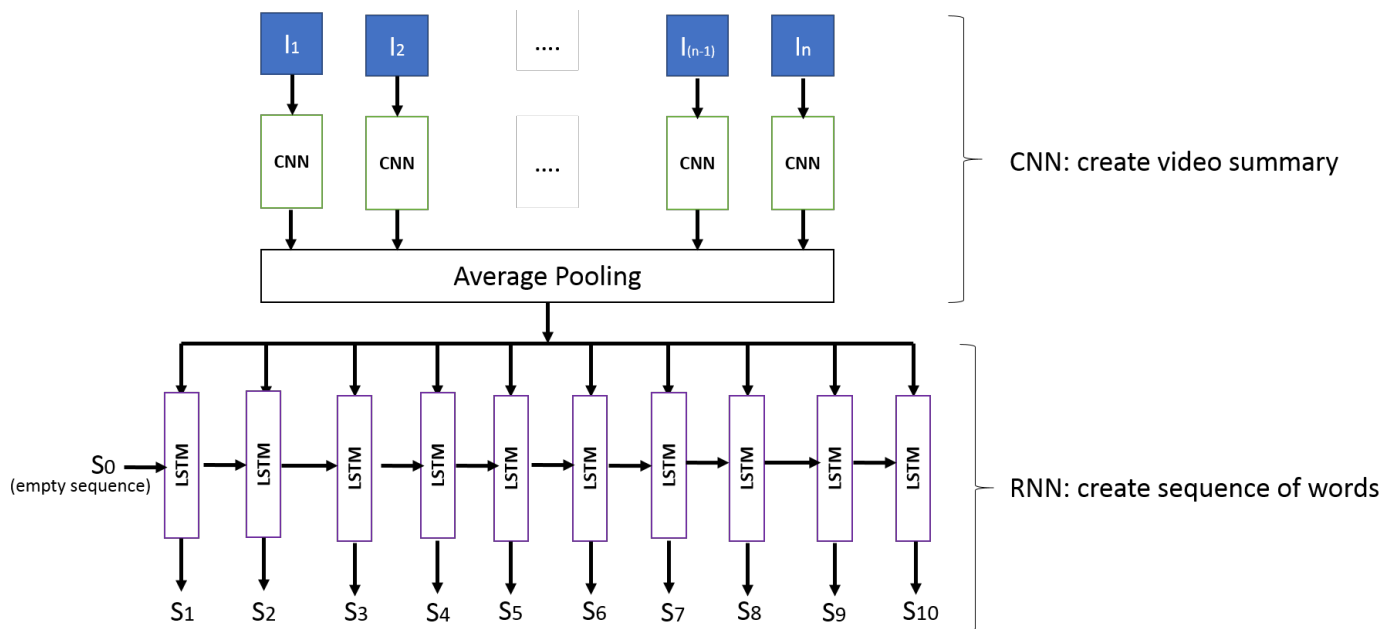 I1 I2 .... I(n-1) In
CNN CNN .... CNN CNN
CNN: create video summary
Average Pooling
LSTM LSTM LSTM LSTM LSTM LSTM LSTM LSTM LSTM LSTM
S0
(empty sequence)
RNN: create sequence of words
S1 S2 S3 S4 S5 S6 S7 S8 S9 S10